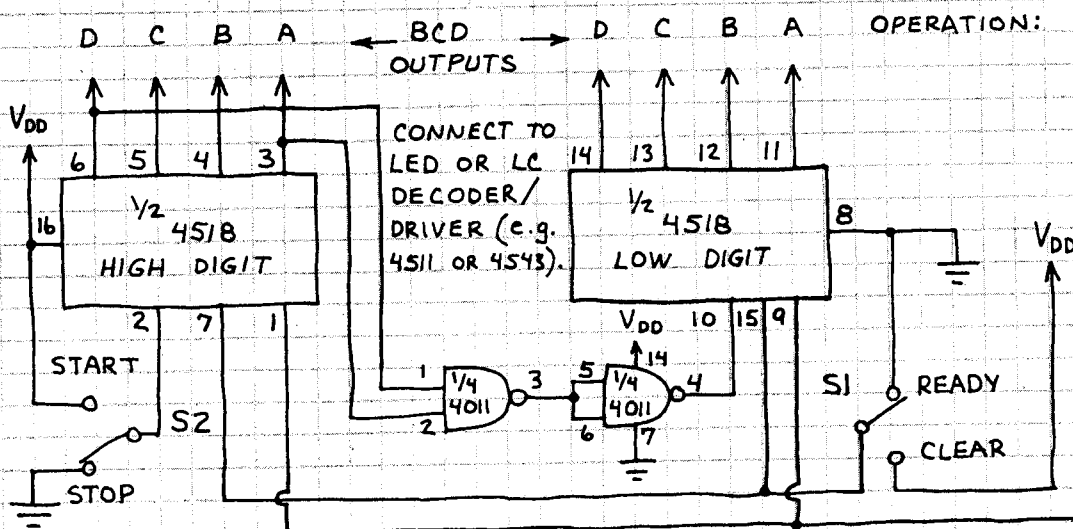 D C B A ← BCD → D C B A OPERATION:
OUTPUTS
VDD
CONNECT TO
LED OR LC
DECODER/
DRIVER (e.g.
4511 OR 4543).
6 5 4 3
16
1/2
4518
HIGH DIGIT
2 7 1
14 13 12 11
1/2
4518
LOW DIGIT
8
10 15 9
VDD
VDD
14
START
S2
STOP
1
2
1/4
4011
3
5
6
1/4
4011
4
7
S1
READY
CLEAR